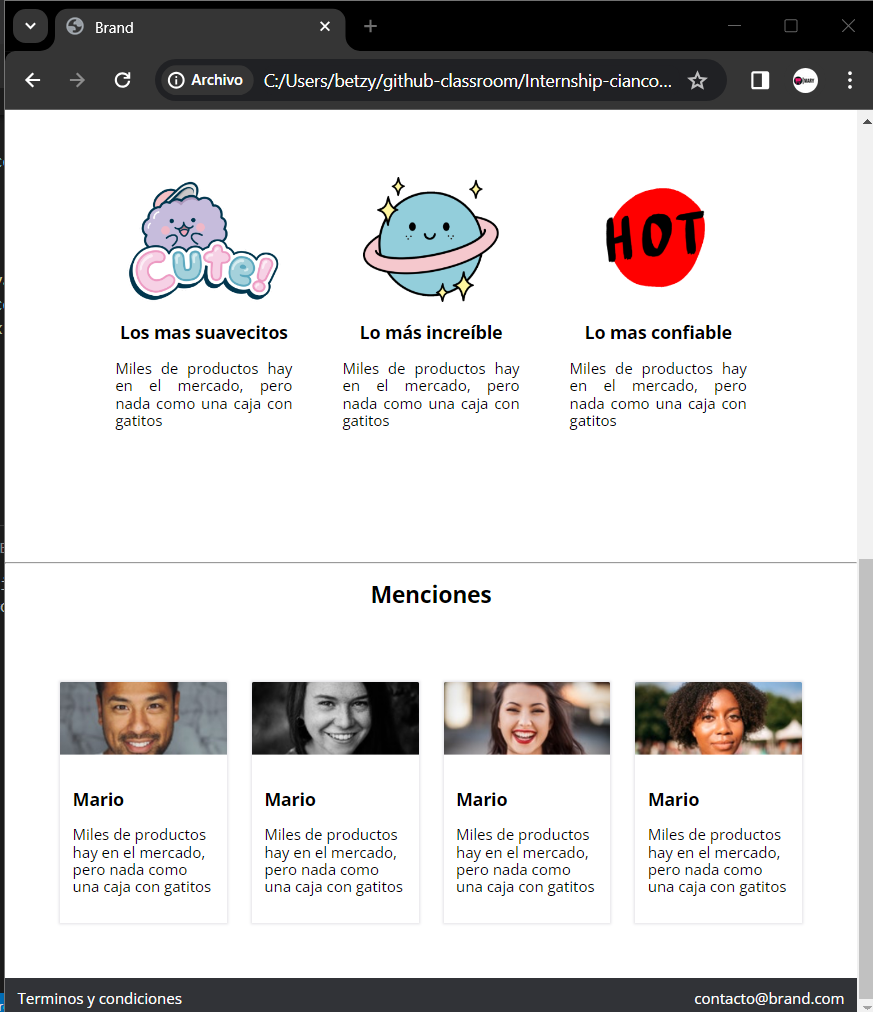 Brand
Archivo C:/Users/betzy/github-classroom/Internship-cianco...
Cute!
HOT
Los mas suavecitos
Miles de productos hay
en el mercado, pero
nada como una caja con
gatitos
Lo más increíble
Miles de productos hay
en el mercado, pero
nada como una caja con
gatitos
Lo mas confiable
Miles de productos hay
en el mercado, pero
nada como una caja con
gatitos
Menciones
Mario
Miles de productos
hay en el mercado,
pero nada como
una caja con gatitos
Mario
Miles de productos
hay en el mercado,
pero nada como
una caja con gatitos
Mario
Miles de productos
hay en el mercado,
pero nada como
una caja con gatitos
Mario
Miles de productos
hay en el mercado,
pero nada como
una caja con gatitos
Terminos y condiciones
contacto@brand.com